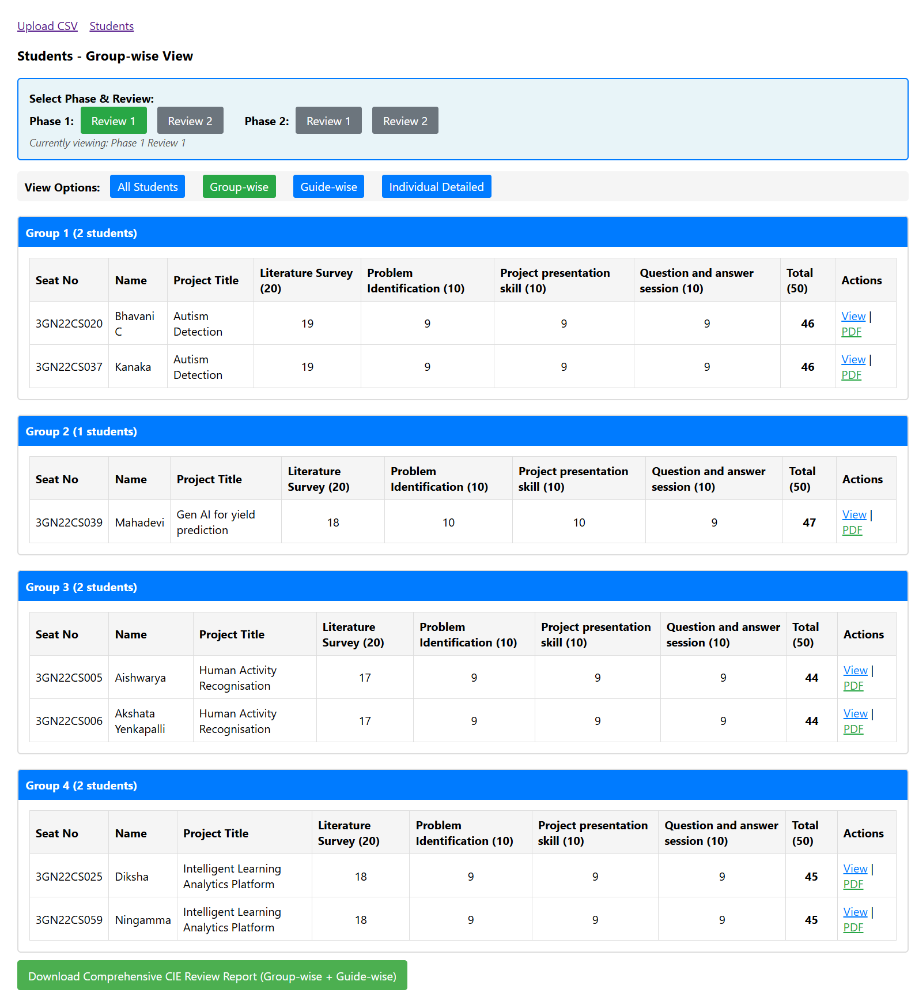 Upload CSV Students
Students - Group-wise View
Select Phase & Review:
Phase 1: Review 1 Review 2 Phase 2: Review 1 Review 2
Currently viewing: Phase 1 Review 1
View Options: All Students Group-wise Guide-wise Individual Detailed
Group 1 (2 students)
Seat No Name Project Title Literature Survey (20) Problem Identification (10) Project presentation skill (10) Question and answer session (10) Total (50) Actions
3GN22CS020 Bhavani C Autism Detection 19 9 9 9 46 View | PDF
3GN22CS037 Kanaka Autism Detection 19 9 9 9 46 View | PDF
Group 2 (1 students)
Seat No Name Project Title Literature Survey (20) Problem Identification (10) Project presentation skill (10) Question and answer session (10) Total (50) Actions
3GN22CS039 Mahadevi Gen AI for yield prediction 18 10 10 9 47 View | PDF
Group 3 (2 students)
Seat No Name Project Title Literature Survey (20) Problem Identification (10) Project presentation skill (10) Question and answer session (10) Total (50) Actions
3GN22CS005 Aishwarya Human Activity Recognisation 17 9 9 9 44 View | PDF
3GN22CS006 Akshata Yenkapalli Human Activity Recognisation 17 9 9 9 44 View | PDF
Group 4 (2 students)
Seat No Name Project Title Literature Survey (20) Problem Identification (10) Project presentation skill (10) Question and answer session (10) Total (50) Actions
3GN22CS025 Diksha Intelligent Learning Analytics Platform 18 9 9 9 45 View | PDF
3GN22CS059 Ningamma Intelligent Learning Analytics Platform 18 9 9 9 45 View | PDF
Download Comprehensive CIE Review Report (Group-wise + Guide-wise)